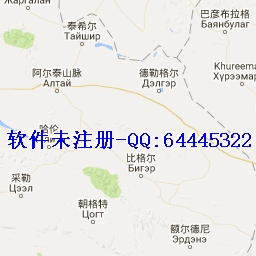 Жаргалан
泰希尔
Тайшир
巴彦布拉格
Баянбулаг
阿尔泰山脉
Алтай
德勒格尔
Дэлгэр
Khureema
Хүрээмар
软件未注册-QQ:64445322
哈伦
比格尔
Бигэр
采勒
Цээл
朝格特
Цогт
额尔德尼
Эрдэнэ